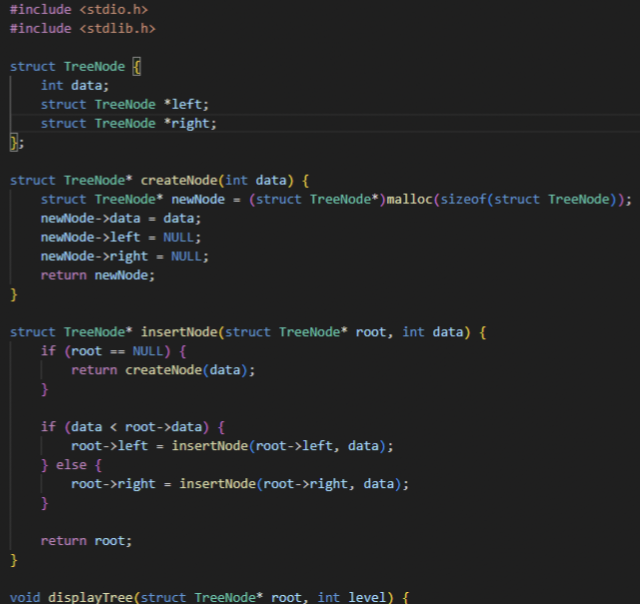 #include <stdio.h>
#include <stdlib.h>

struct TreeNode {
    int data;
    struct TreeNode *left;
    struct TreeNode *right;
};

struct TreeNode* createNode(int data) {
    struct TreeNode* newNode = (struct TreeNode*)malloc(sizeof(struct TreeNode));
    newNode->data = data;
    newNode->left = NULL;
    newNode->right = NULL;
    return newNode;
}

struct TreeNode* insertNode(struct TreeNode* root, int data) {
    if (root == NULL) {
        return createNode(data);
    }

    if (data < root->data) {
        root->left = insertNode(root->left, data);
    } else {
        root->right = insertNode(root->right, data);
    }

    return root;
}

void displayTree(struct TreeNode* root, int level) {